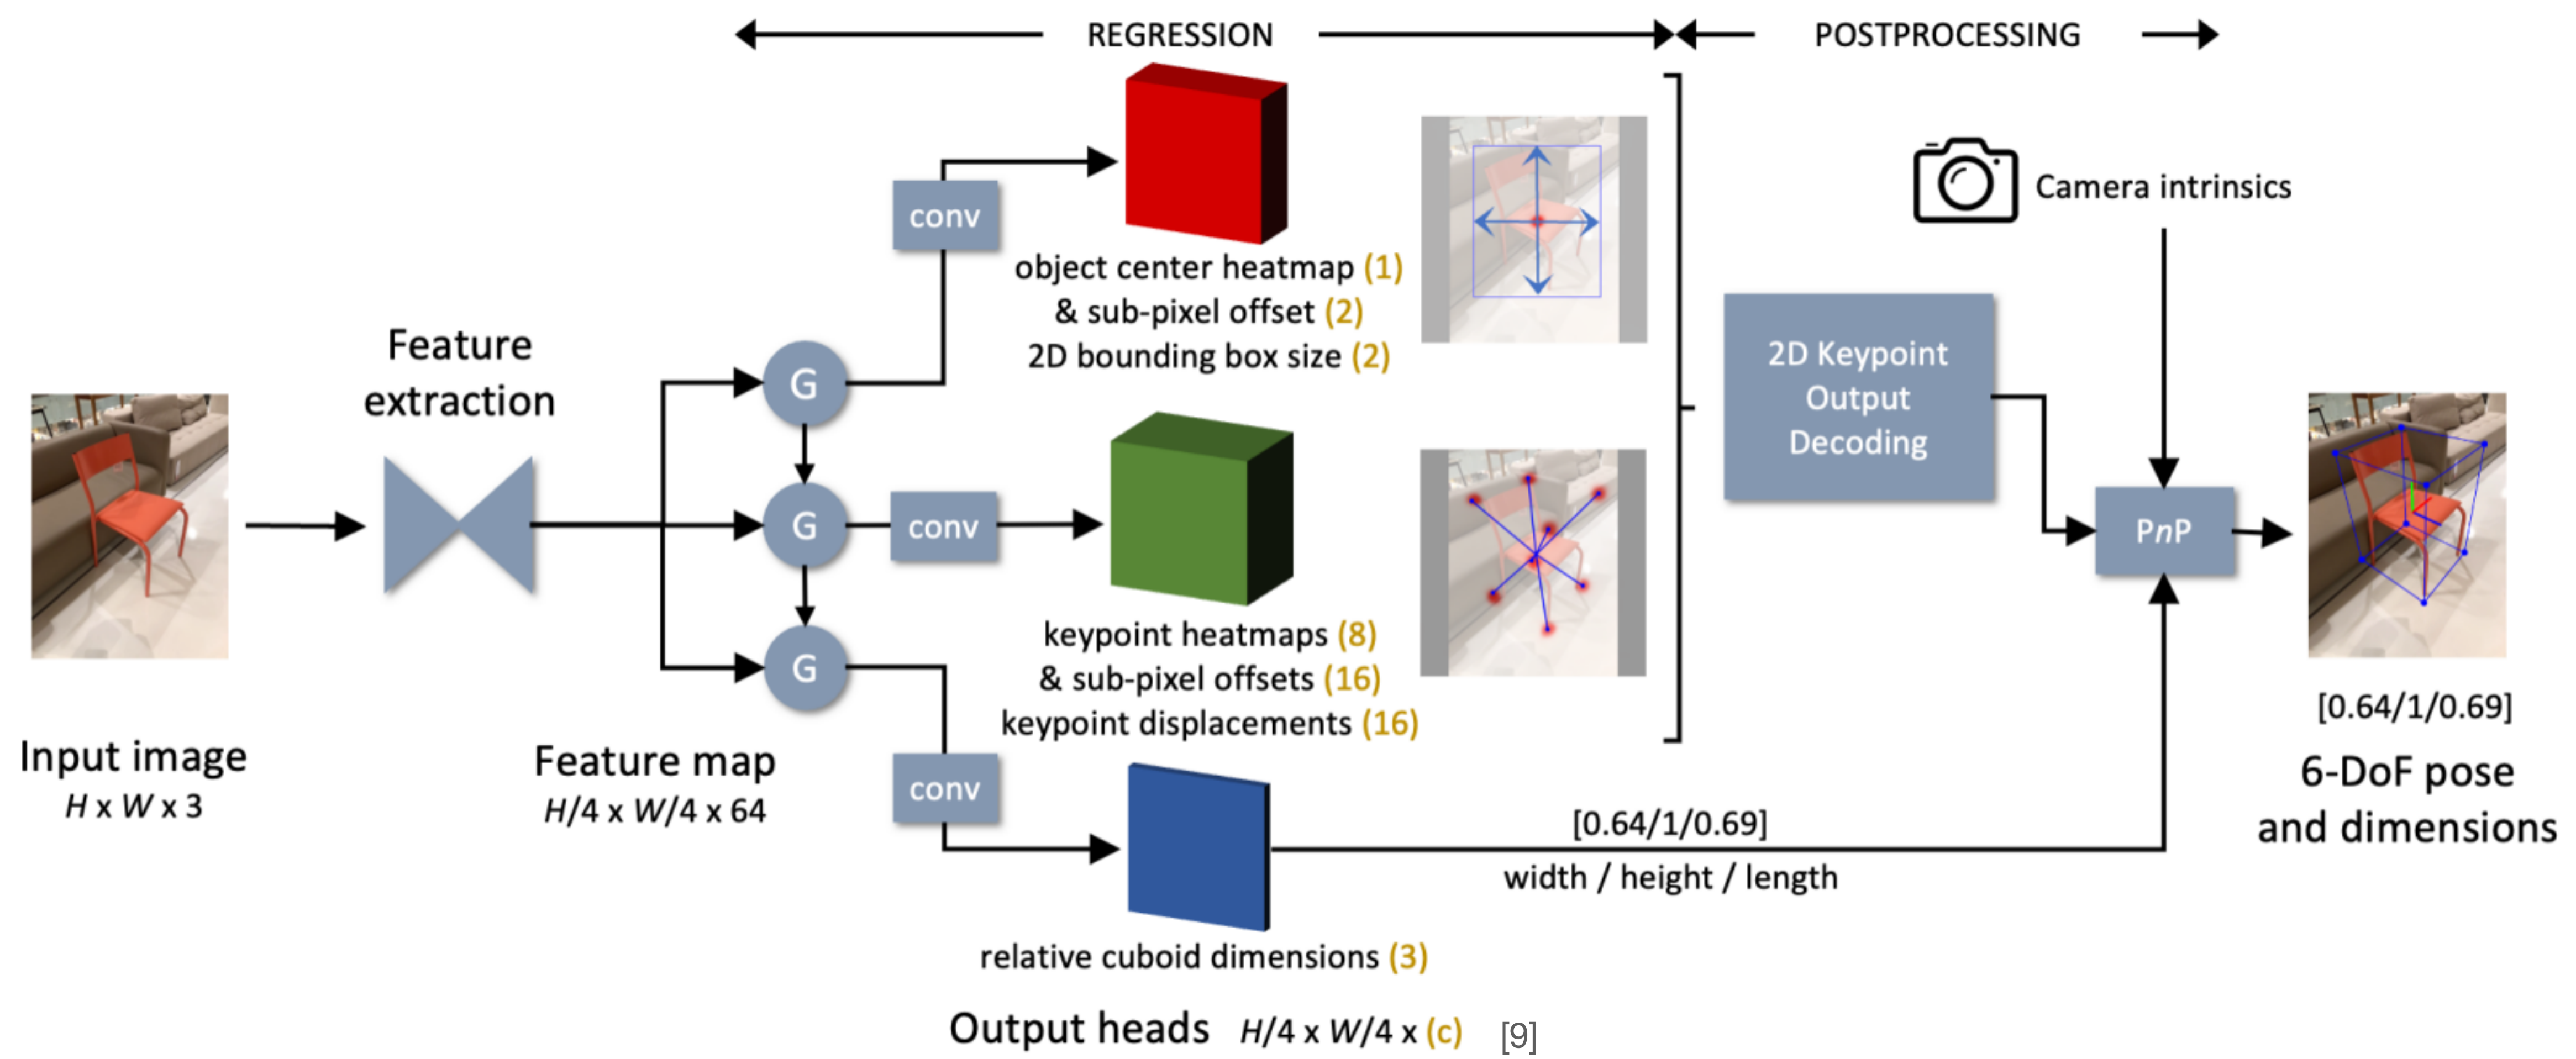 REGRESSION
POSTPROCESSING
conv
object center heatmap (1)
& sub-pixel offset (2)
2D bounding box size (2)
Camera intrinsics
Feature
extraction
G
2D Keypoint
Output
Decoding
G
conv
PnP
keypoint heatmaps (8)
& sub-pixel offsets (16)
keypoint displacements (16)
G
[0.64/1/0.69]
Input image
H x W x 3
Feature map
H/4 x W/4 x 64
conv
6-DoF pose
and dimensions
[0.64/1/0.69]
width / height / length
relative cuboid dimensions (3)
Output heads H/4 x W/4 x (c) [9]